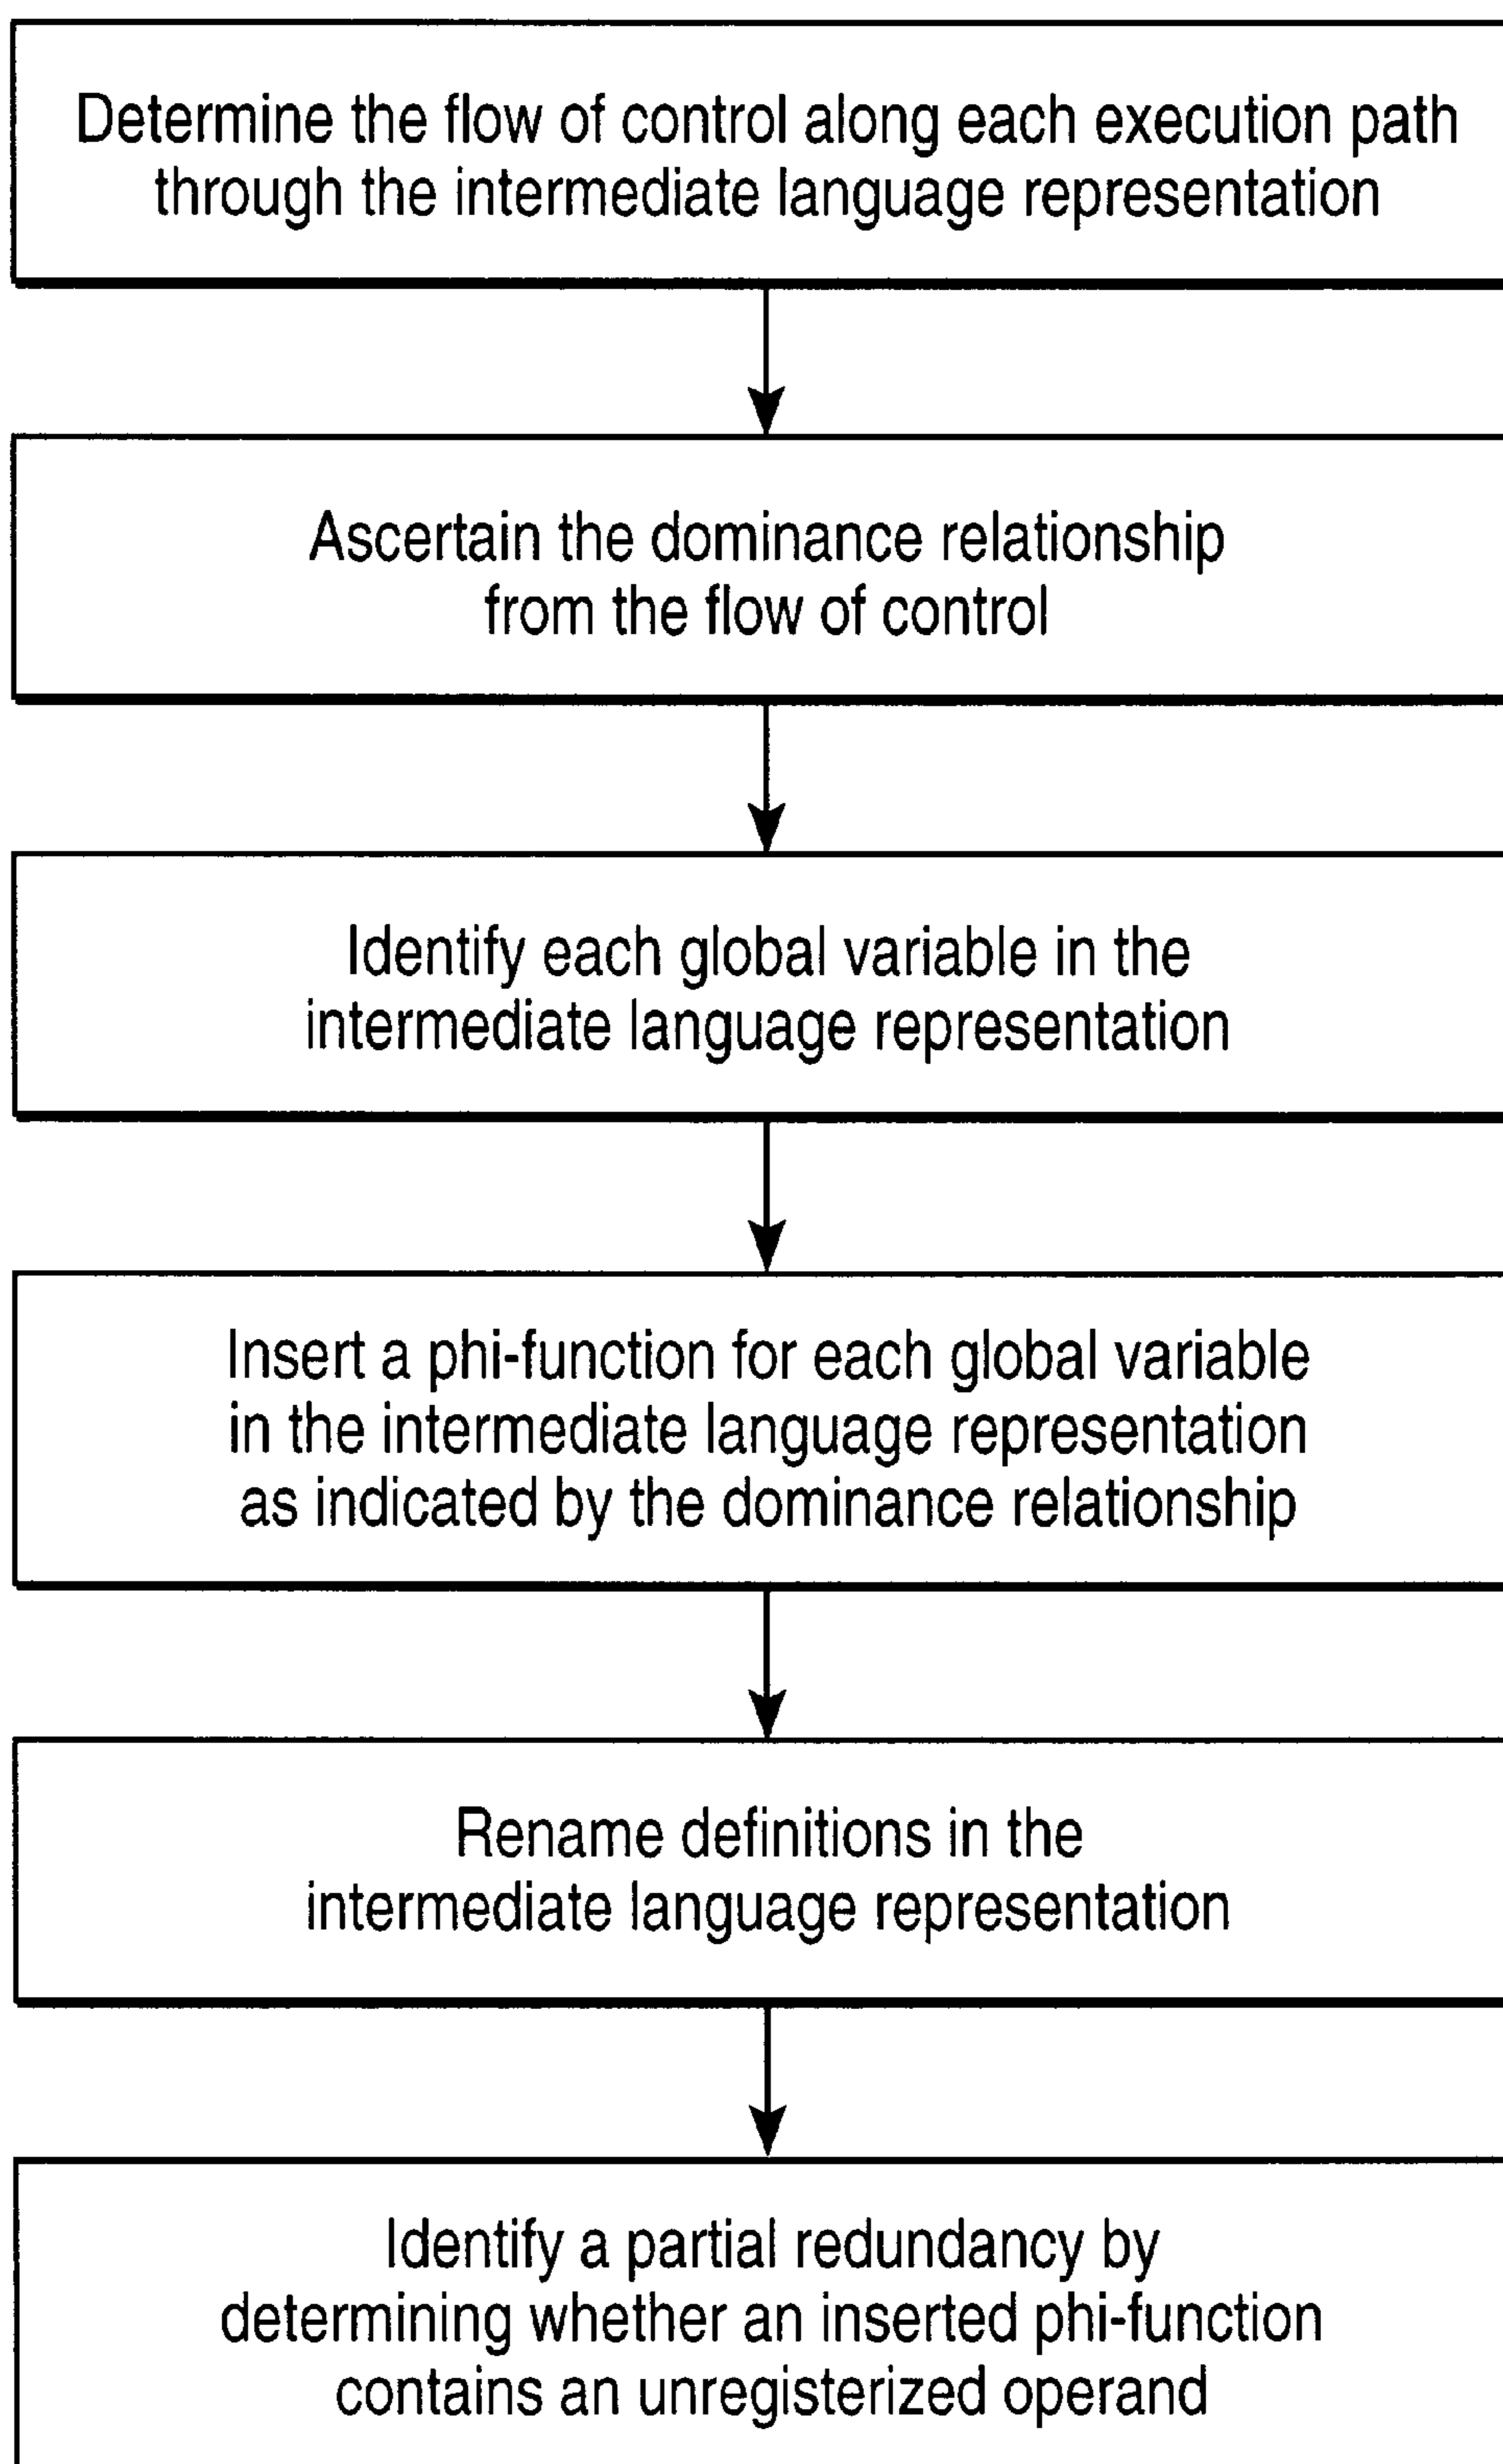 Determine the flow of control along each execution path
through the intermediate language representation
Ascertain the dominance relationship
from the flow of control
Identify each global variable in the
intermediate language representation
Insert a phi-function for each global variable
in the intermediate language representation
as indicated by the dominance relationship
Rename definitions in the
intermediate language representation
Identify a partial redundancy by
determining whether an inserted phi-function
contains an unregisterized operand